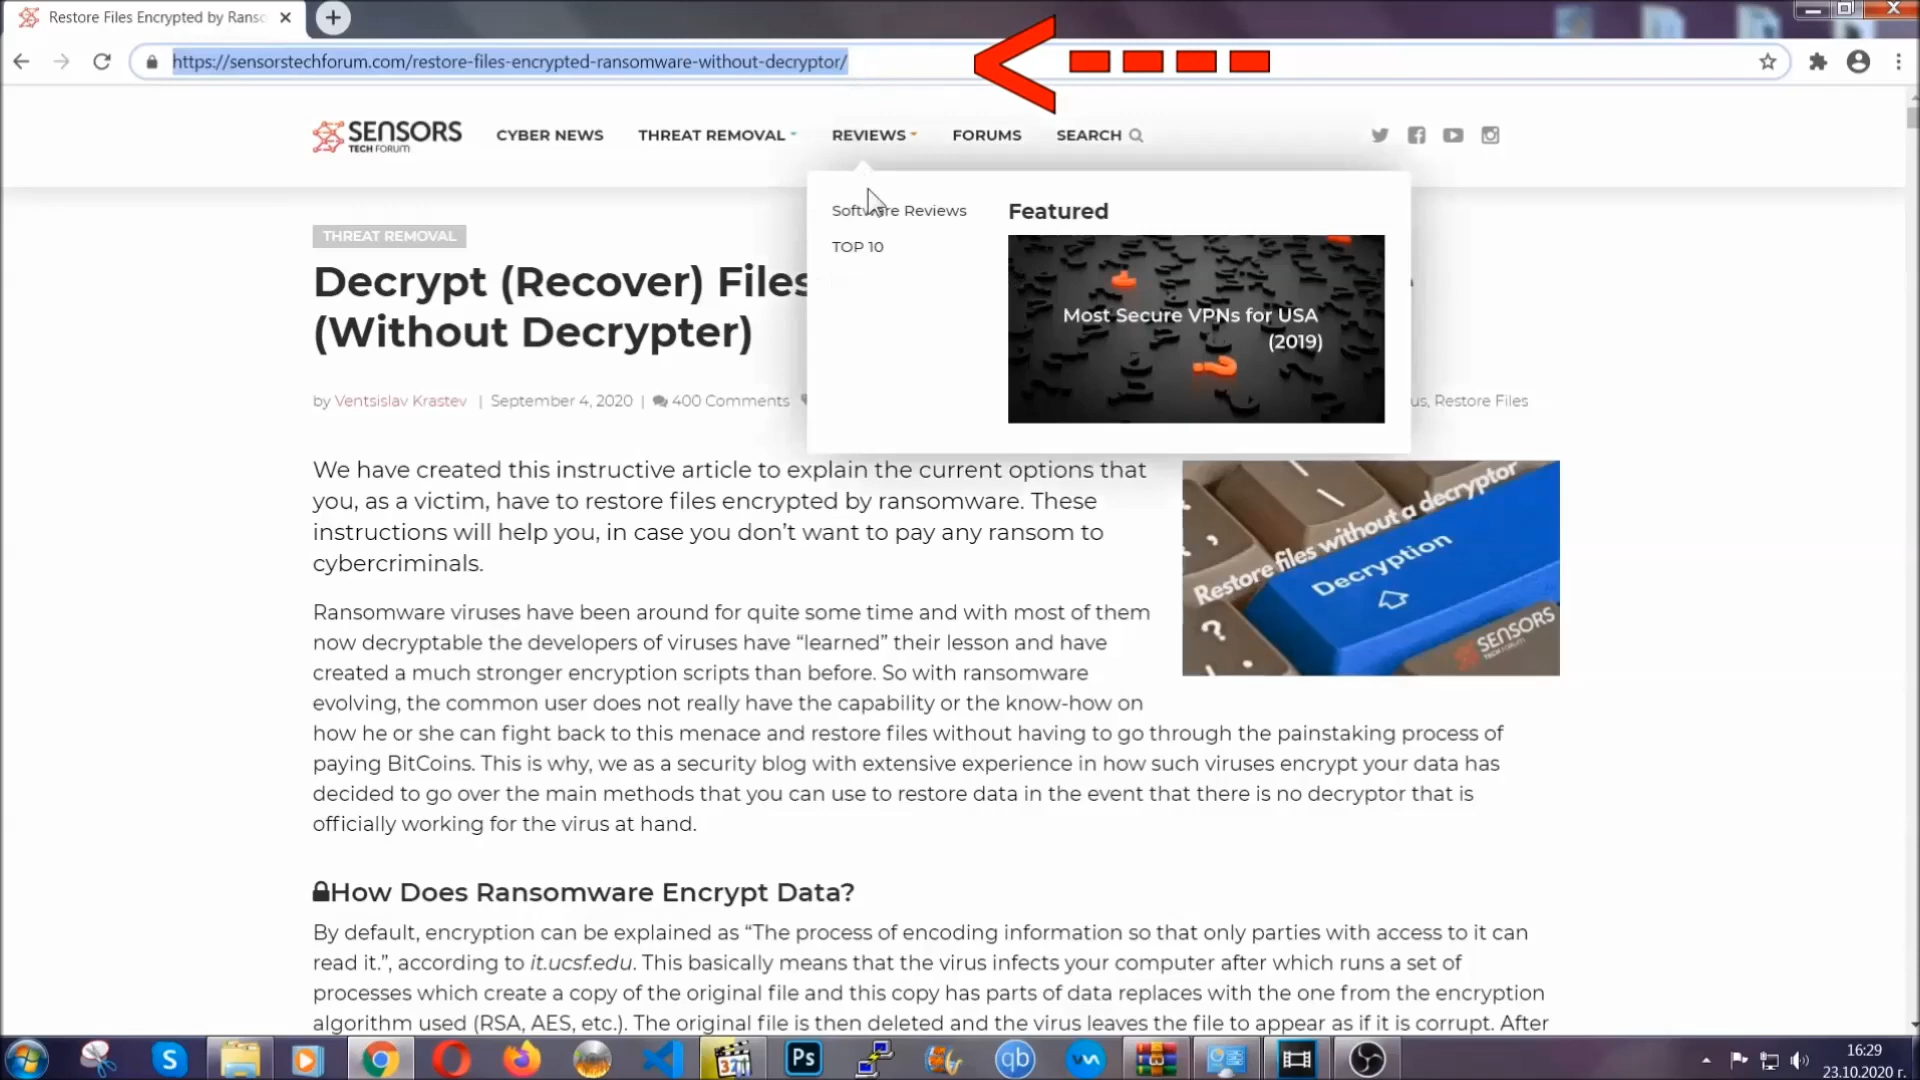 Restore Files Encrypted by Ranso
https://sensorstechforum.com/restore-files-encrypted-ransomware-without-decryptor/
SENSORS
TECH FORUM
CYBER NEWS
THREAT REMOVAL
REVIEWS
FORUMS
SEARCH
Software Reviews
TOP 10
Featured
Most Secure VPNs for USA
(2019)
THREAT REMOVAL
Decrypt (Recover) Files
(Without Decrypter)
by Ventsislav Krastev | September 4, 2020 | 400 Comments
us, Restore Files
We have created this instructive article to explain the current options that
you, as a victim, have to restore files encrypted by ransomware. These
instructions will help you, in case you don’t want to pay any ransom to
cybercriminals.
Restore files without a decryptor
Decryption
SENSORS
TECH FORUM
Ransomware viruses have been around for quite some time and with most of them
now decryptable the developers of viruses have “learned” their lesson and have
created a much stronger encryption scripts than before. So with ransomware
evolving, the common user does not really have the capability or the know-how on
how he or she can fight back to this menace and restore files without having to go through the painstaking process of
paying BitCoins. This is why, we as a security blog with extensive experience in how such viruses encrypt your data has
decided to go over the main methods that you can use to restore data in the event that there is no decryptor that is
officially working for the virus at hand.
How Does Ransomware Encrypt Data?
By default, encryption can be explained as “The process of encoding information so that only parties with access to it can
read it.”, according to it.ucsf.edu. This basically means that the virus infects your computer after which runs a set of
processes which create a copy of the original file and this copy has parts of data replaces with the one from the encryption
algorithm used (RSA, AES, etc.). The original file is then deleted and the virus leaves the file to appear as if it is corrupt. After
S
321
Ps
qb
16:29
23.10.2020 г.